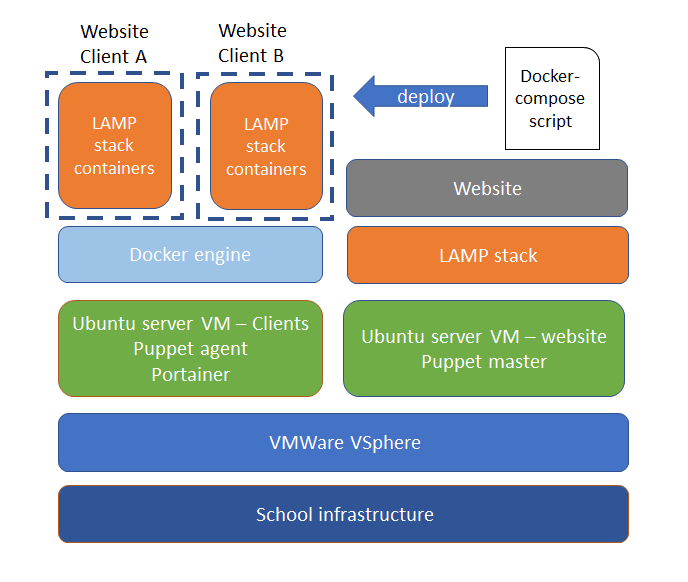 Website
Client A
Website
Client B
LAMP
stack
containers
LAMP
stack
containers
deploy
Docker-
compose
script
Website
Docker engine
LAMP stack
Ubuntu server VM – Clients
Puppet agent
Portainer
Ubuntu server VM – website
Puppet master
VMWare VSphere
School infrastructure